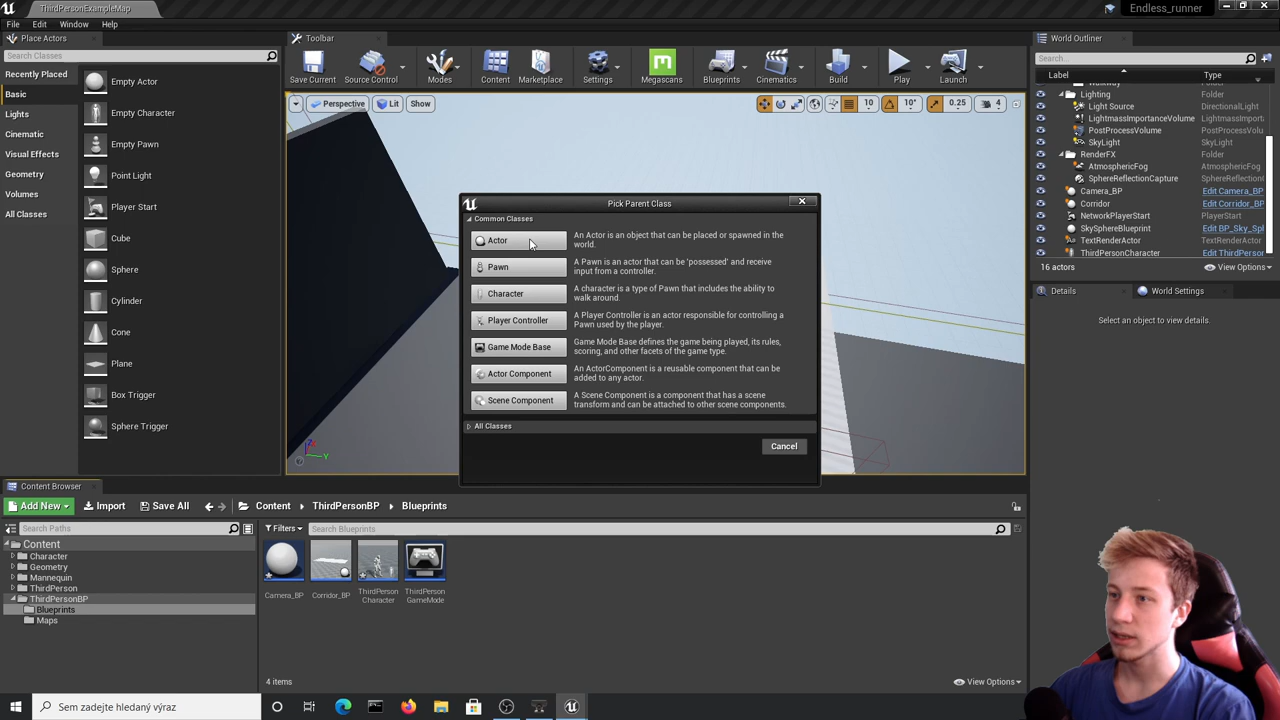 ThirdPersonExampleMap
Endless_runner
File Edit Window Help
Place Actors
Search Classes
Recently Placed
Basic
Lights
Cinematic
Visual Effects
Geometry
Volumes
All Classes
Empty Actor
Empty Character
Empty Pawn
Point Light
Player Start
Cube
Sphere
Cylinder
Cone
Plane
Box Trigger
Sphere Trigger
Toolbar
Save Current
Source Control
Modes
Content
Marketplace
Settings
Megascans
Blueprints
Cinematics
Build
Play
Launch
Perspective Lit Show
10 10° 0.25 4
Pick Parent Class
Common Classes
Actor
An Actor is an object that can be placed or spawned in the
world.
Pawn
A Pawn is an actor that can be 'possessed' and receive
input from a controller.
Character
A character is a type of Pawn that includes the ability to
walk around.
Player Controller
A Player Controller is an actor responsible for controlling a
Pawn used by the player.
Game Mode Base
Game Mode Base defines the game being played, its rules,
scoring, and other facets of the game type.
Actor Component
An ActorComponent is a reusable component that can be
added to any actor.
Scene Component
A Scene Component is a component that has a scene
transform and can be attached to other scene components.
All Classes
Cancel
World Outliner
Search...
Label Type
Folder
Lighting Folder
Light Source DirectionalLight
LightmassImportanceVolume LightmassImport
PostProcessVolume PostProcessVolu
SkyLight SkyLight
RenderFX Folder
AtmosphericFog AtmosphericFog
SphereReflectionCapture SphereReflection
Camera_BP Edit Camera_BP
Corridor Edit Corridor_BP
NetworkPlayerStart PlayerStart
SkySphereBlueprint Edit BP_Sky_Sp
TextRenderActor TextRenderActor
ThirdPersonCharacter Edit ThirdPerson
16 actors View Options
Details World Settings
Select an object to view details.
Content Browser
Add New Import Save All Content ThirdPersonBP Blueprints
Search Paths
Filters Search Blueprints
Content
Character
Geometry
Mannequin
ThirdPerson
ThirdPersonBP
Blueprints
Maps
Camera_BP
Corridor_BP
ThirdPerson
Character
ThirdPerson
GameMode
4 items View Options
Sem zadejte hledaný výraz